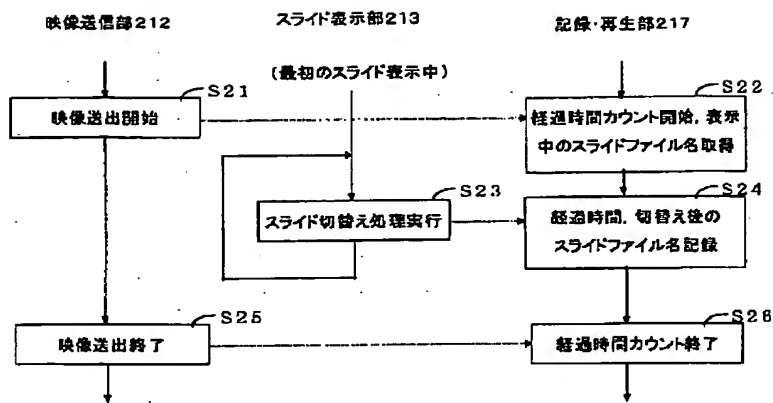 映像送信部212
スライド表示部213
記録・再生部217
(最初のスライド表示中)
S21
映像送出開始
S22
経過時間カウント開始，表示
中のスライドファイル名取得
S23
スライド切替え処理実行
S24
経過時間，切替え後の
スライドファイル名記録
S25
映像送出終了
S26
経過時間カウント終了